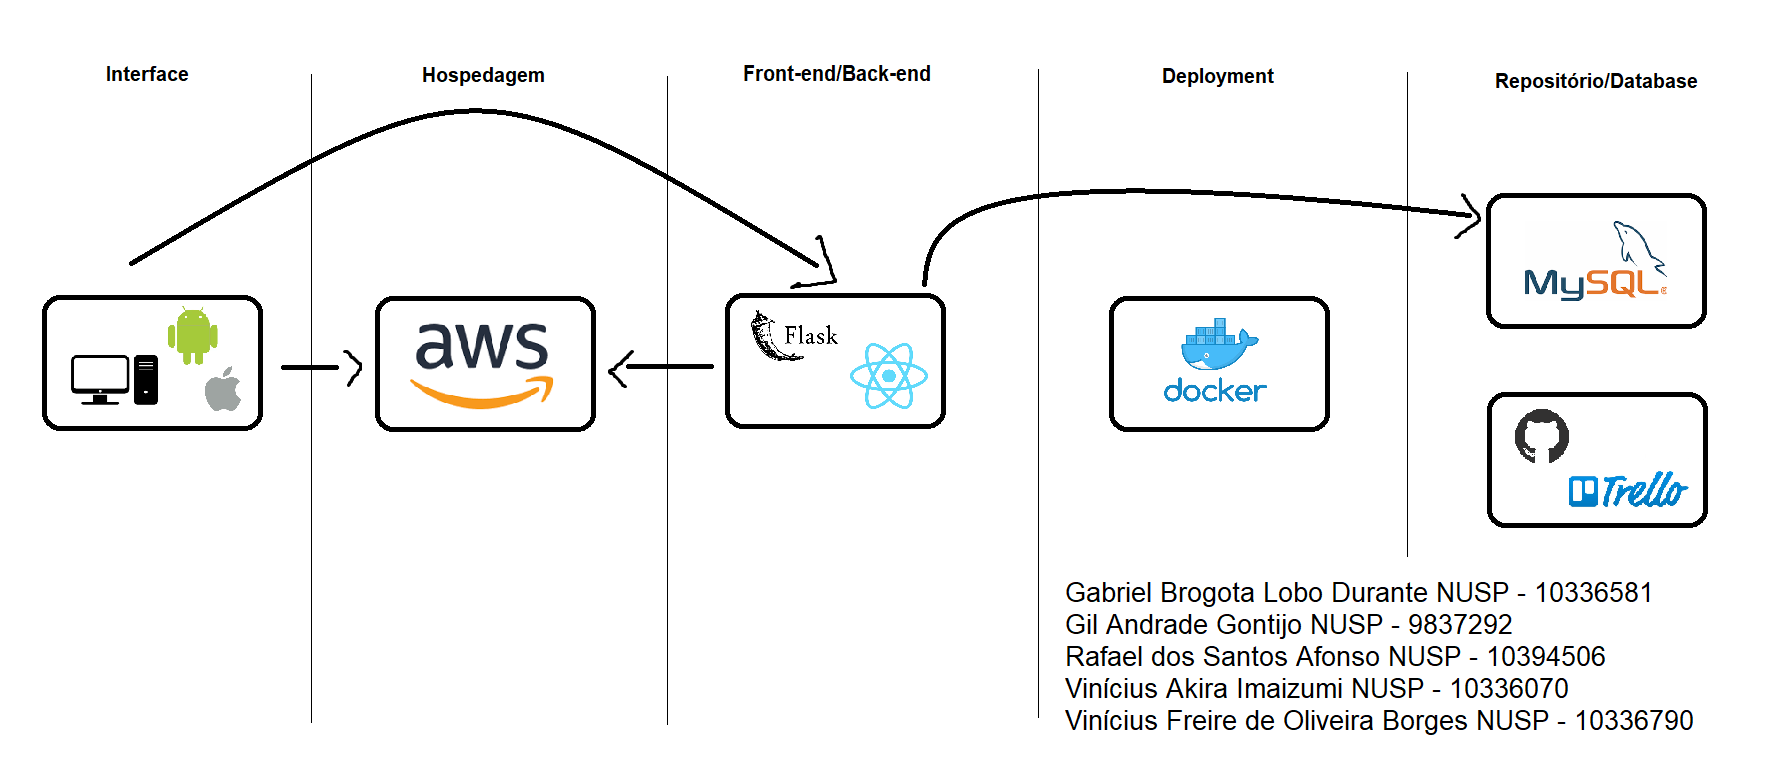 Interface
Hospedagem
Front-end/Back-end
Deployment
Repositório/Database
aws
Flask
docker
MySQL
Trello
Gabriel Brogota Lobo Durante NUSP - 10336581
Gil Andrade Gontijo NUSP - 9837292
Rafael dos Santos Afonso NUSP - 10394506
Vinícius Akira Imaizumi NUSP - 10336070
Vinícius Freire de Oliveira Borges NUSP - 10336790